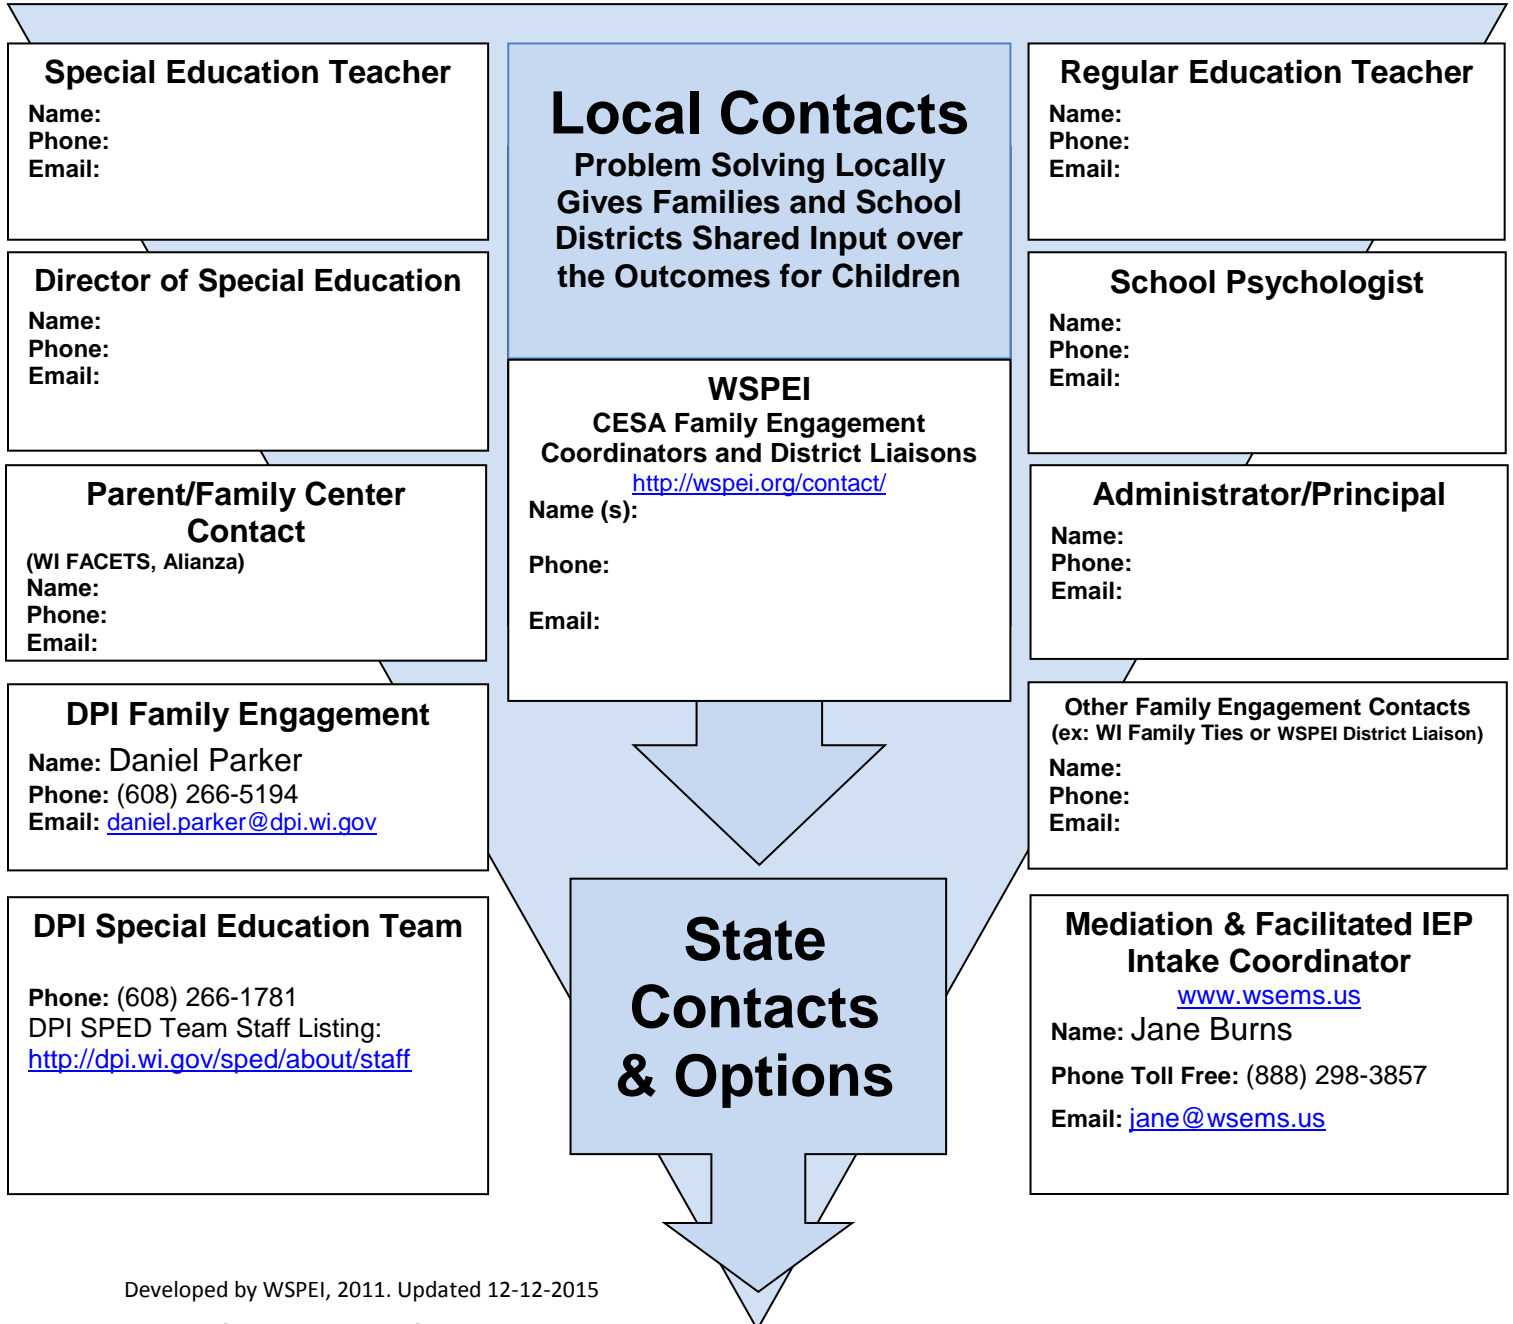 Special Education Teacher
Name:
Phone:
Email:
Local Contacts
Problem Solving Locally
Gives Families and School
Districts Shared Input over
the Outcomes for Children
Regular Education Teacher
Name:
Phone:
Email:
Director of Special Education
Name:
Phone:
Email:
School Psychologist
Name:
Phone:
Email:
WSPEI
CESA Family Engagement
Coordinators and District Liaisons
http://wspei.org/contact/
Name (s):
Phone:
Email:
Parent/Family Center
Contact
(WI FACETS, Alianza)
Name:
Phone:
Email:
Administrator/Principal
Name:
Phone:
Email:
DPI Family Engagement
Name: Daniel Parker
Phone: (608) 266-5194
Email: daniel.parker@dpi.wi.gov
Other Family Engagement Contacts
(ex: WI Family Ties or WSPEI District Liaison)
Name:
Phone:
Email:
DPI Special Education Team
Phone: (608) 266-1781
DPI SPED Team Staff Listing:
http://dpi.wi.gov/sped/about/staff
State
Contacts
& Options
Mediation & Facilitated IEP
Intake Coordinator
www.wsems.us
Name: Jane Burns
Phone Toll Free: (888) 298-3857
Email: jane@wsems.us
Developed by WSPEI, 2011. Updated 12-12-2015